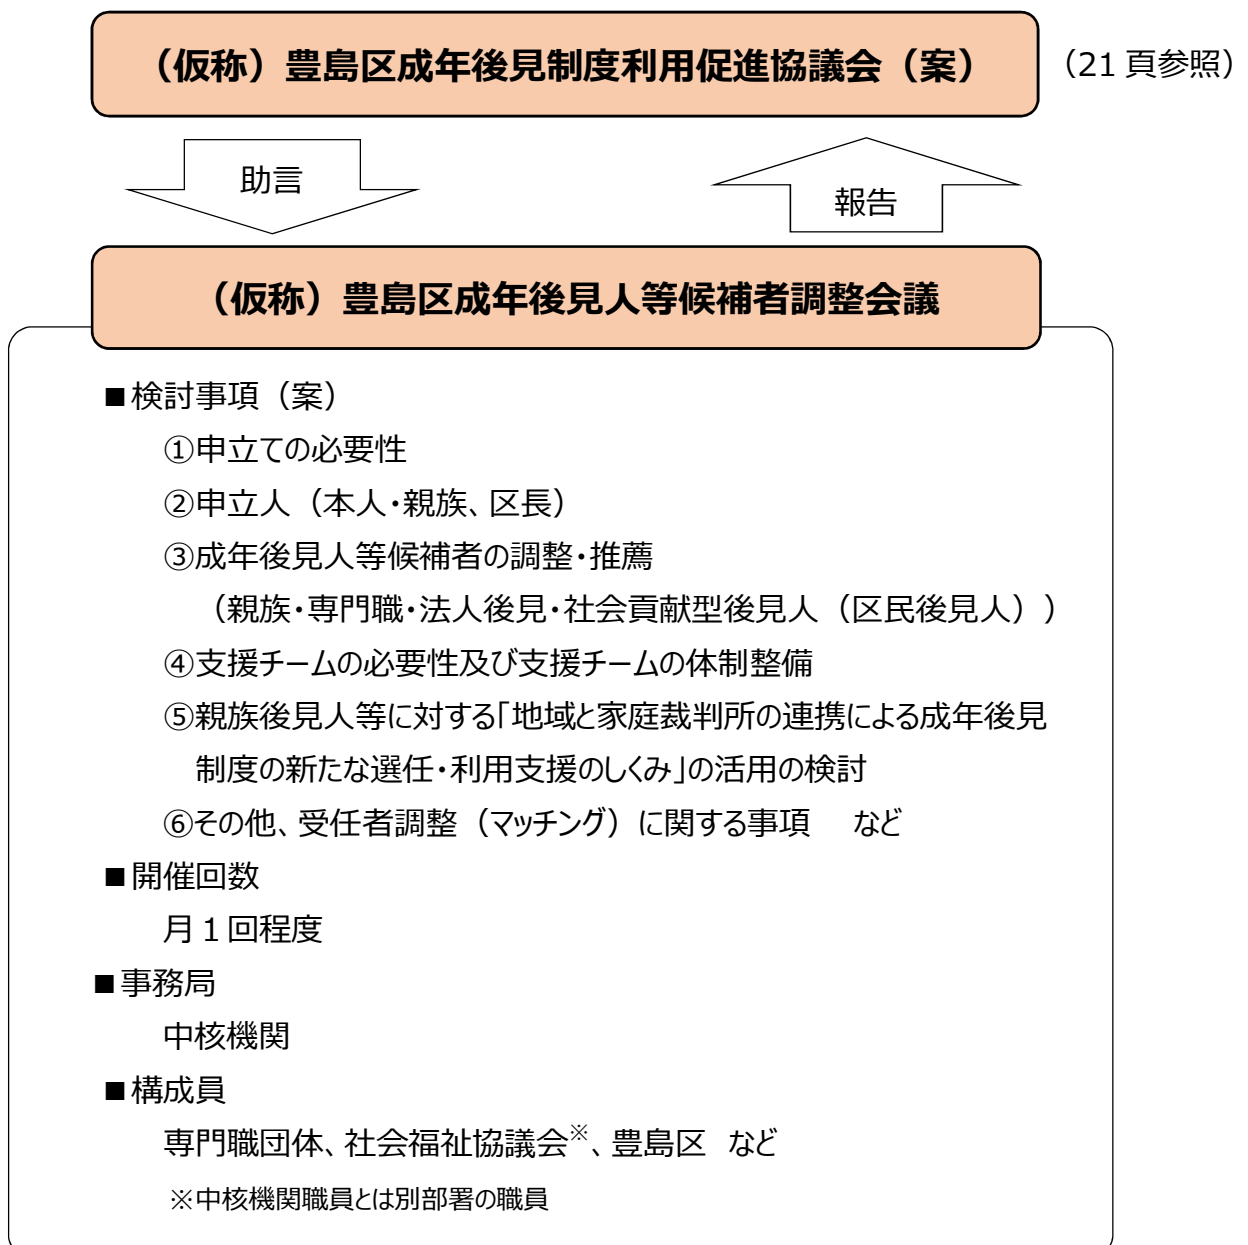 （仮称）豊島区成年後見制度利用促進協議会（案）
（21 頁参照）
助言
報告
（仮称）豊島区成年後見人等候補者調整会議
■検討事項（案）
①申立ての必要性
②申立人（本人・親族、区長）
③成年後見人等候補者の調整・推薦
（親族・専門職・法人後見・社会貢献型後見人（区民後見人））
④支援チームの必要性及び支援チームの体制整備
⑤親族後見人等に対する「地域と家庭裁判所の連携による成年後見
制度の新たな選任・利用支援のしくみ」の活用の検討
⑥その他、受任者調整（マッチング）に関する事項　など
■開催回数
月１回程度
■事務局
中核機関
■構成員
専門職団体、社会福祉協議会※、豊島区 など
※中核機関職員とは別部署の職員